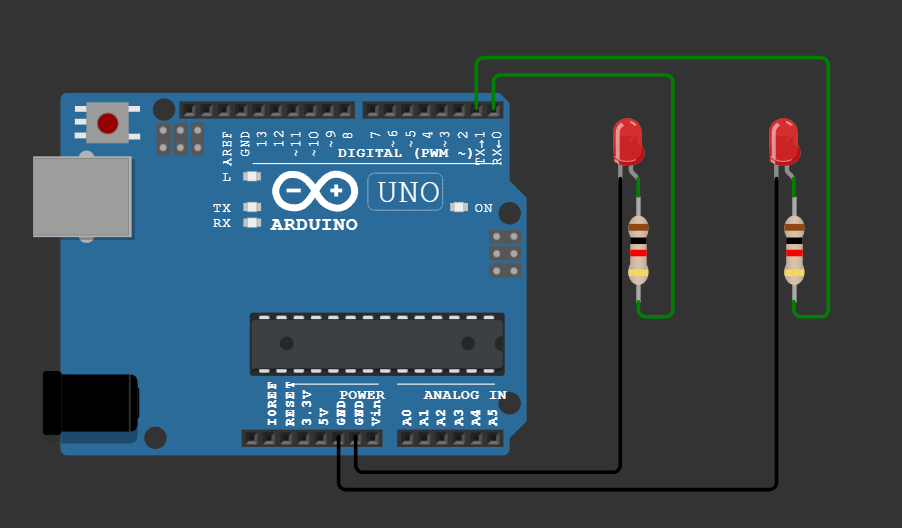 AREF
GND
13
12
~11
~10
~9
8
7
~6
~5
4
~3
2
TX→1
RX←0
DIGITAL (PWM ~)
L
TX
RX
UNO
ON
ARDUINO
POWER
ANALOG IN
IOREF
RESET
3.3V
5V
GND
GND
Vin
A0
A1
A2
A3
A4
A5